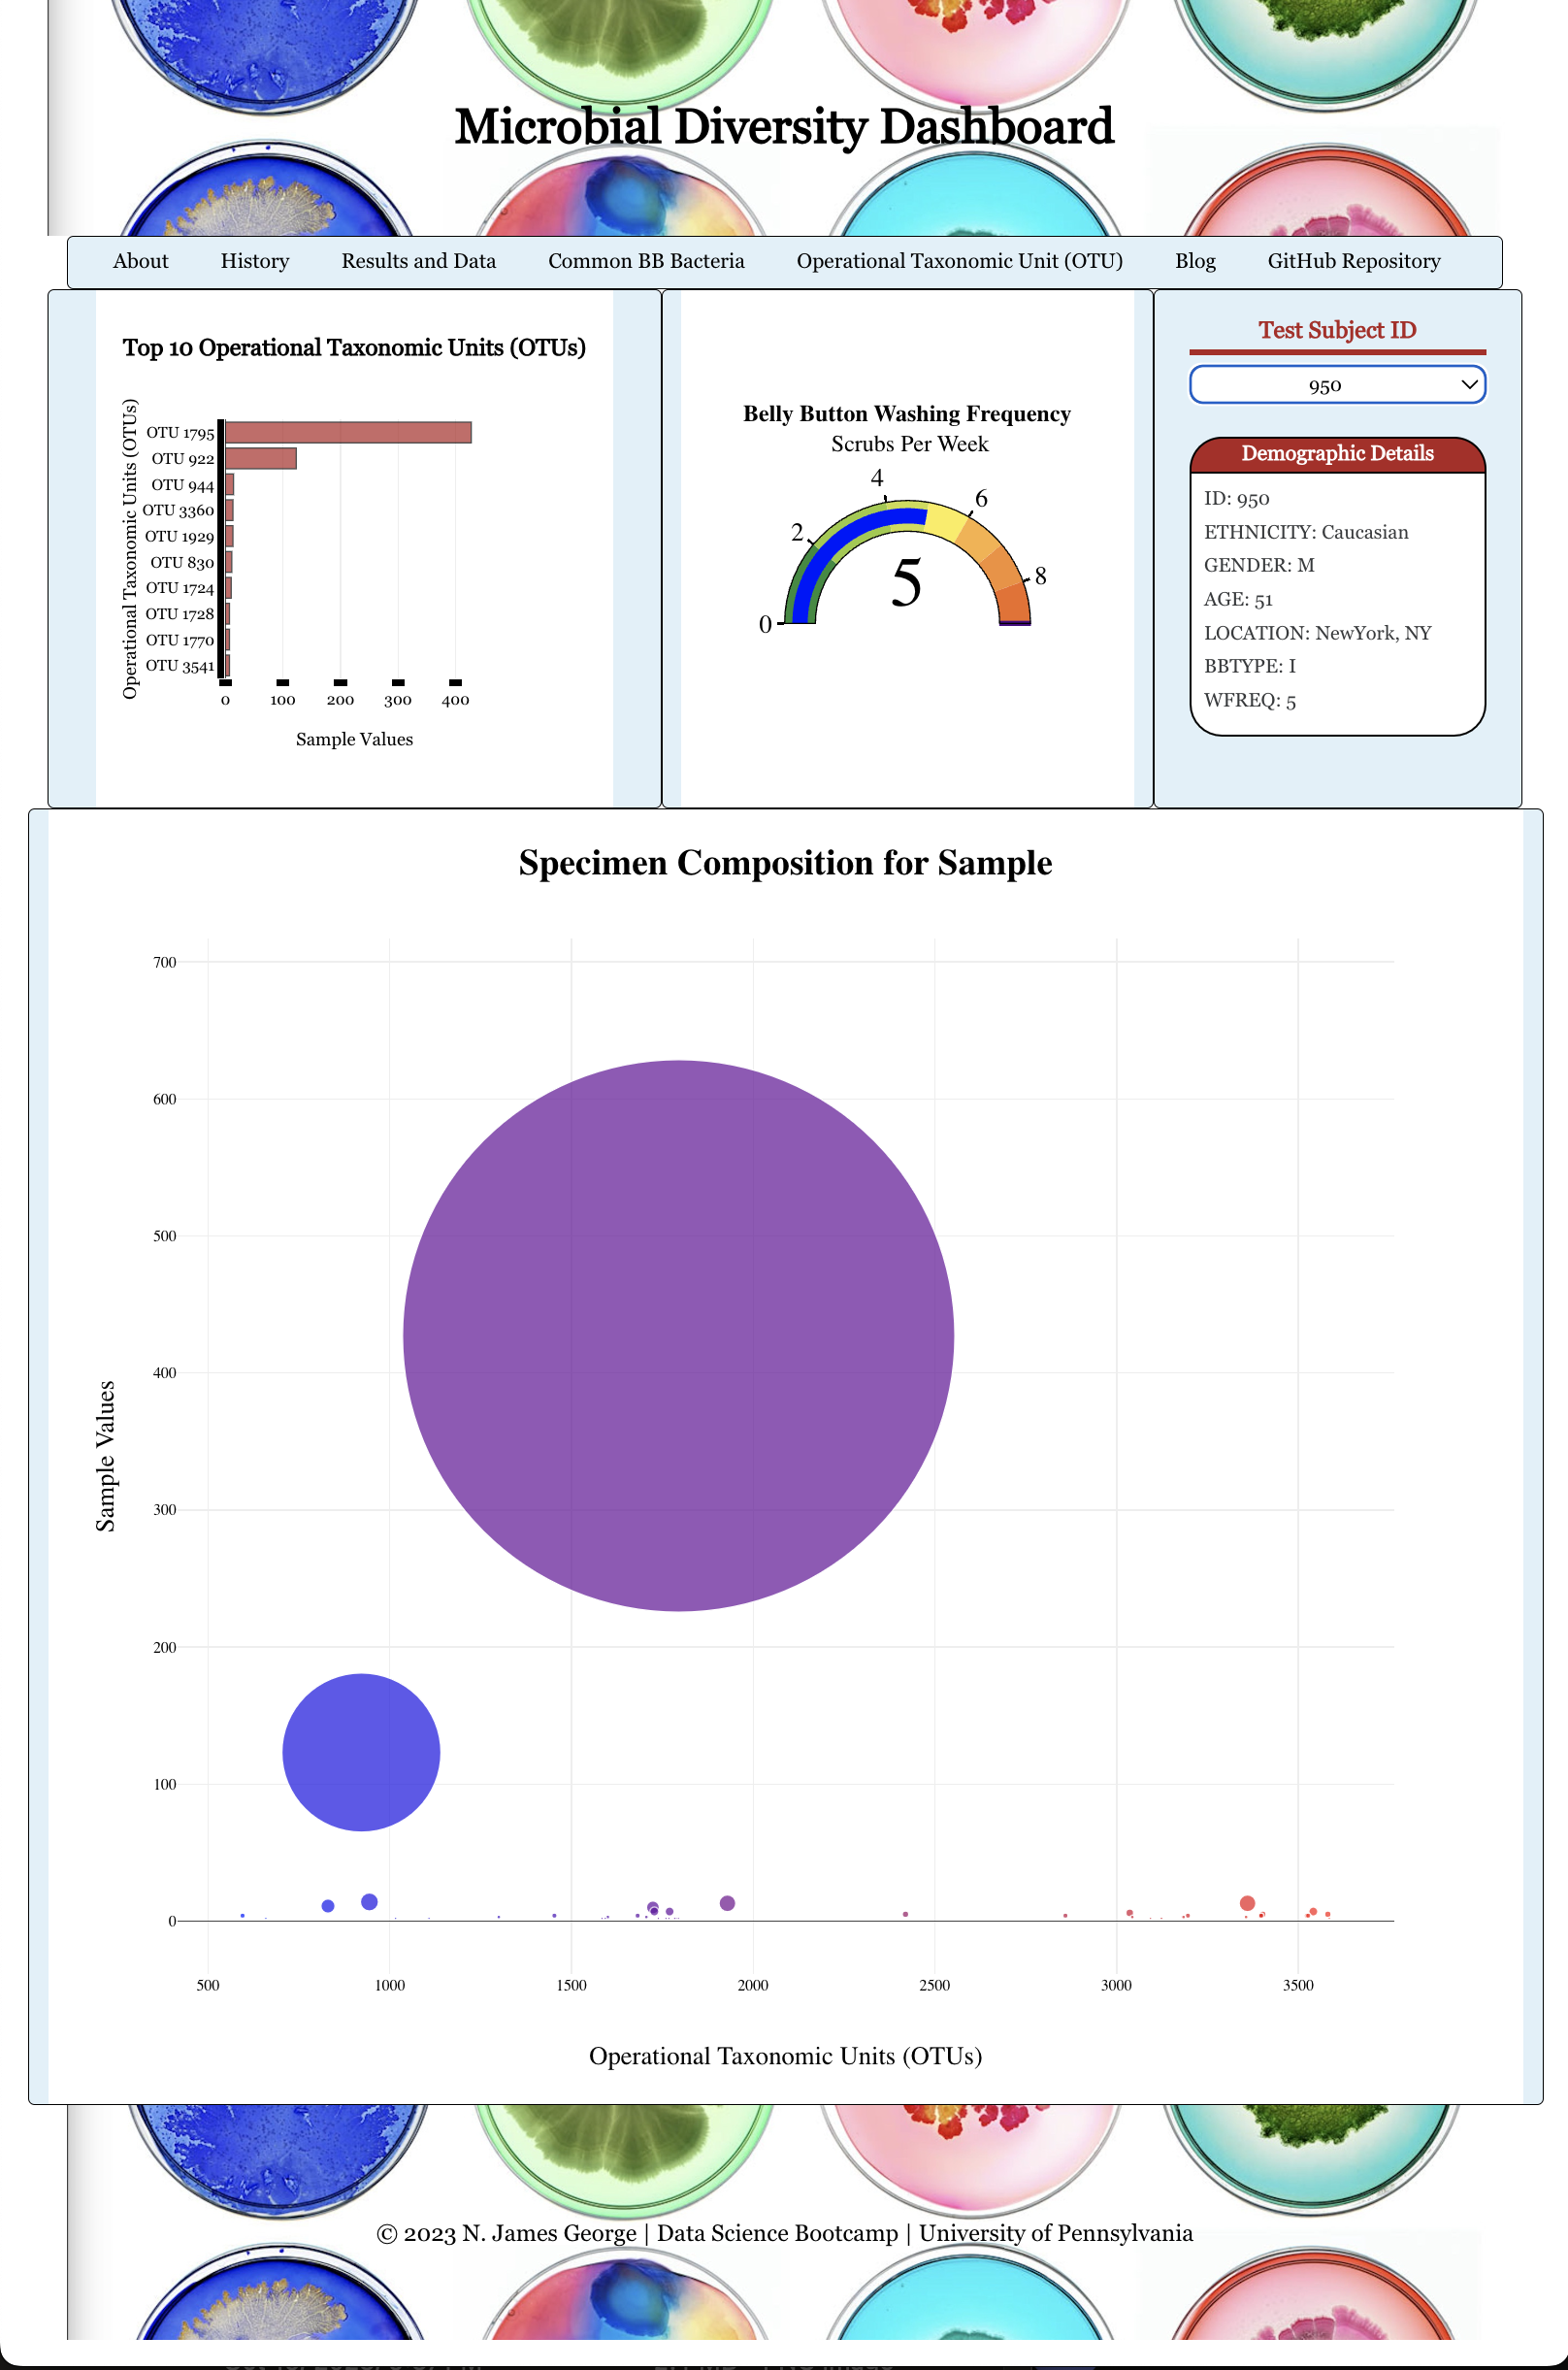 Microbial Diversity Dashboard
About History Results and Data Common BB Bacteria Operational Taxonomic Unit (OTU) Blog GitHub Repository
Top 10 Operational Taxonomic Units (OTUs)
Operational Taxonomic Units (OTUs)
OTU 1795
OTU 922
OTU 944
OTU 3360
OTU 1929
OTU 830
OTU 1724
OTU 1728
OTU 1770
OTU 3541
0 100 200 300 400
Sample Values
Belly Button Washing Frequency
Scrubs Per Week
0 2 4 6 8
5
Test Subject ID
950
Demographic Details
ID: 950
ETHNICITY: Caucasian
GENDER: M
AGE: 51
LOCATION: NewYork, NY
BBTYPE: I
WFREQ: 5
Specimen Composition for Sample
Sample Values
700
600
500
400
300
200
100
0
500 1000 1500 2000 2500 3000 3500
Operational Taxonomic Units (OTUs)
© 2023 N. James George | Data Science Bootcamp | University of Pennsylvania